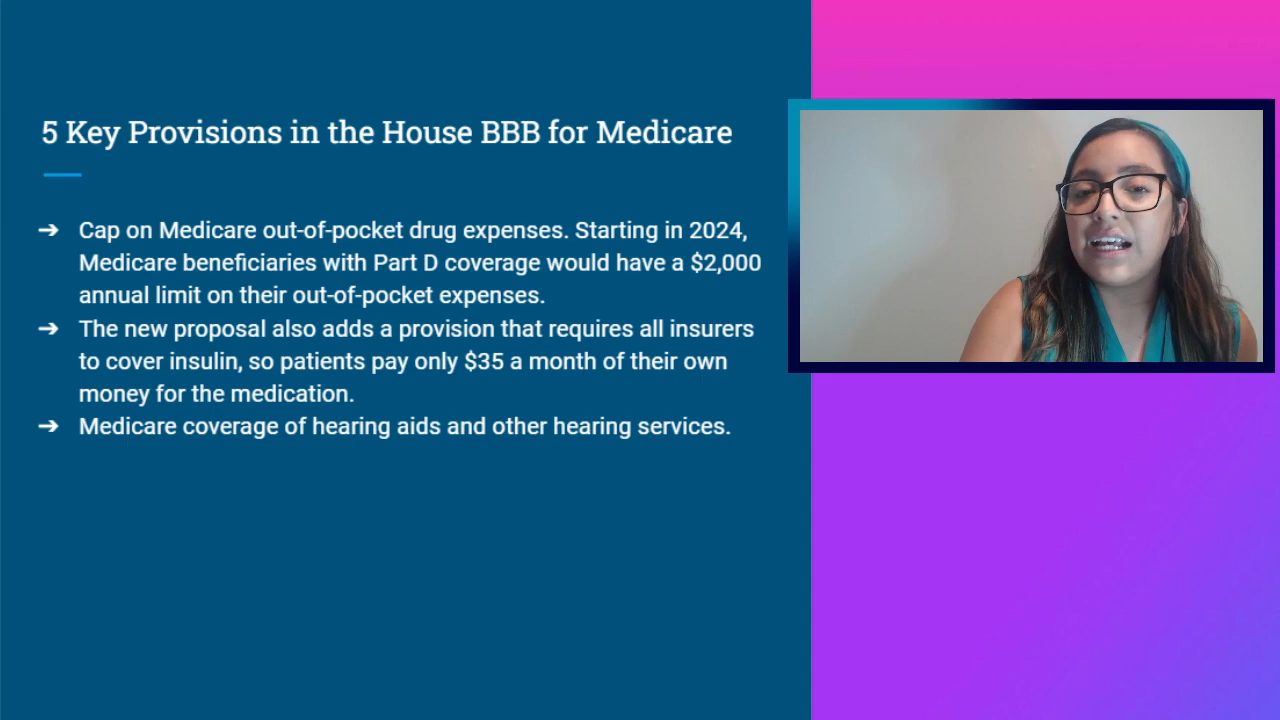 5 Key Provisions in the House BBB for Medicare
➔ Cap on Medicare out-of-pocket drug expenses. Starting in 2024,
Medicare beneficiaries with Part D coverage would have a $2,000
annual limit on their out-of-pocket expenses.
➔ The new proposal also adds a provision that requires all insurers
to cover insulin, so patients pay only $35 a month of their own
money for the medication.
➔ Medicare coverage of hearing aids and other hearing services.